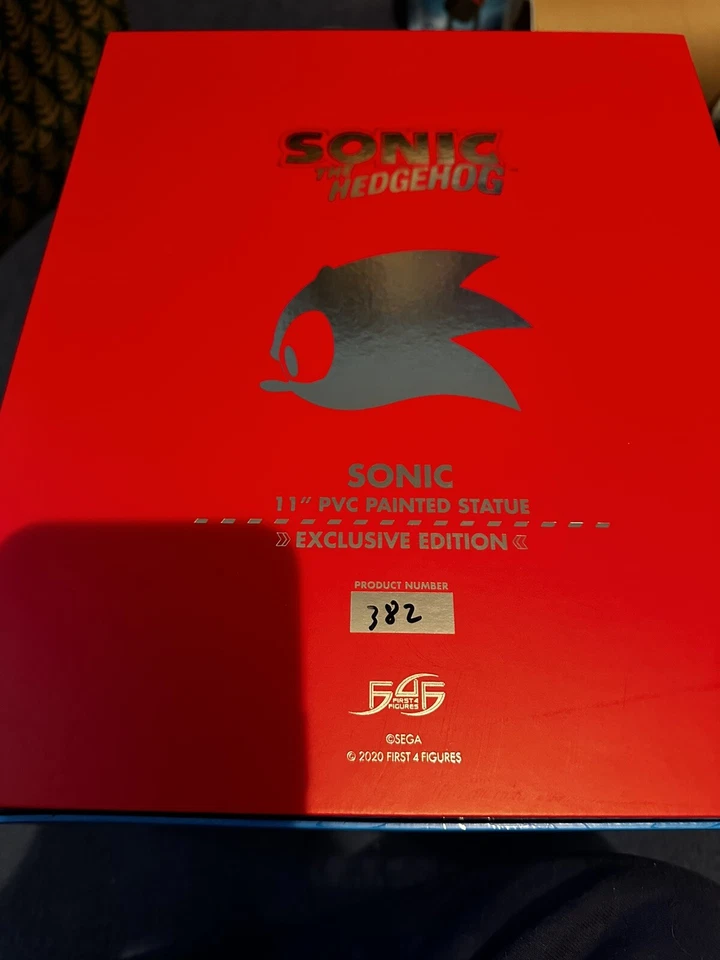 SONIC
THE
HEDGEHOG™
SONIC
11" PVC PAINTED STATUE
» EXCLUSIVE EDITION «
PRODUCT NUMBER
382
F4F
FIRST 4
FIGURES
©SEGA
© 2020 FIRST 4 FIGURES